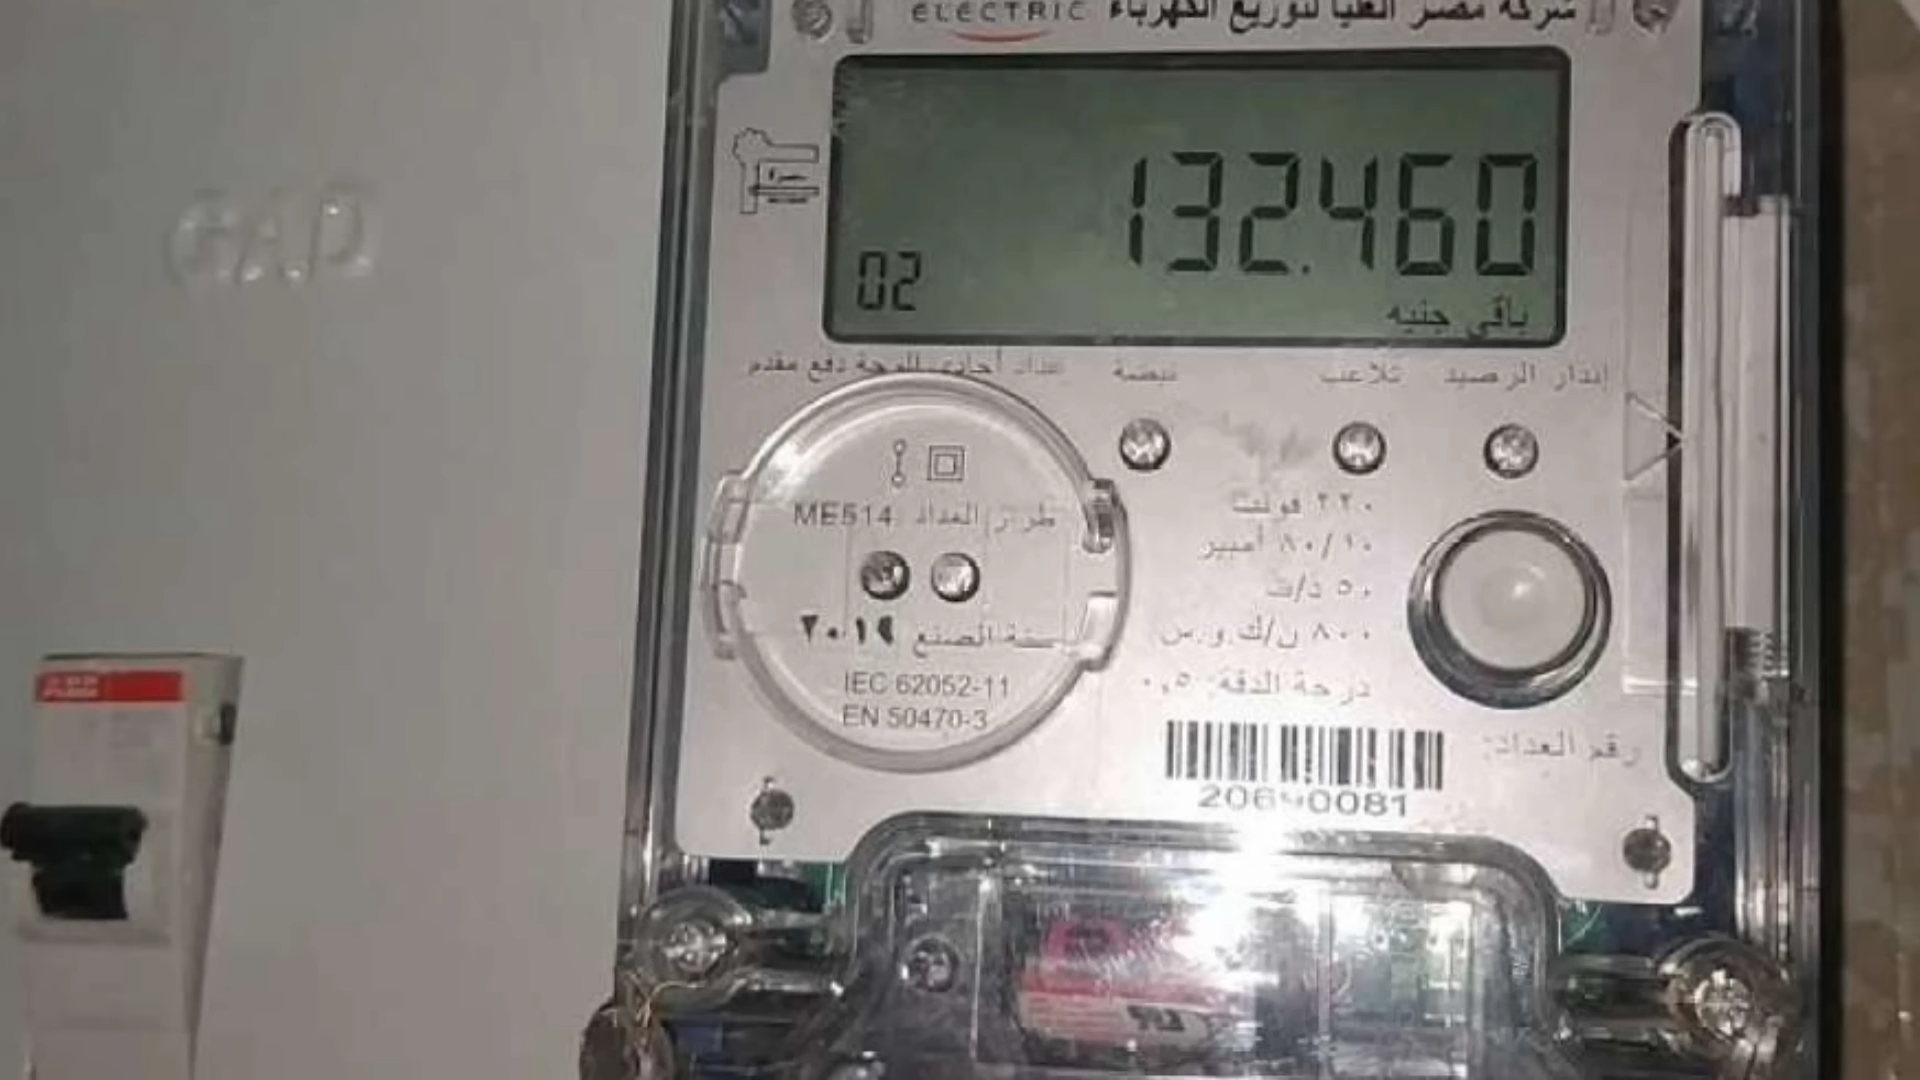 GAD
ELECTRIC شركة مصر العليا لتوزيع الكهرباء
132.460
02
باقي جنيه
عداد أحادي الوجه دفع مقدم
نبضة
تلاعب
إنذار الرصيد
طراز العداد ME514
سنة الصنع
IEC 62052-11
EN 50470-3
٢٢٠ فولت
٨٠/١٠ أمبير
٥٠ ذ/ث
٨٠٠ ن/ك.و.س
درجة الدقة: ٠,٥
رقم العداد: